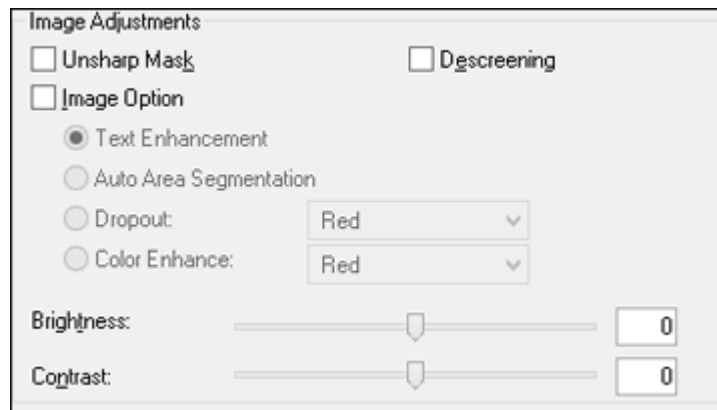 Image Adjustments
Unsharp Mask Descreening
Image Option
Text Enhancement
Auto Area Segmentation
Dropout: Red
Color Enhance: Red
Brightness: 0
Contrast: 0